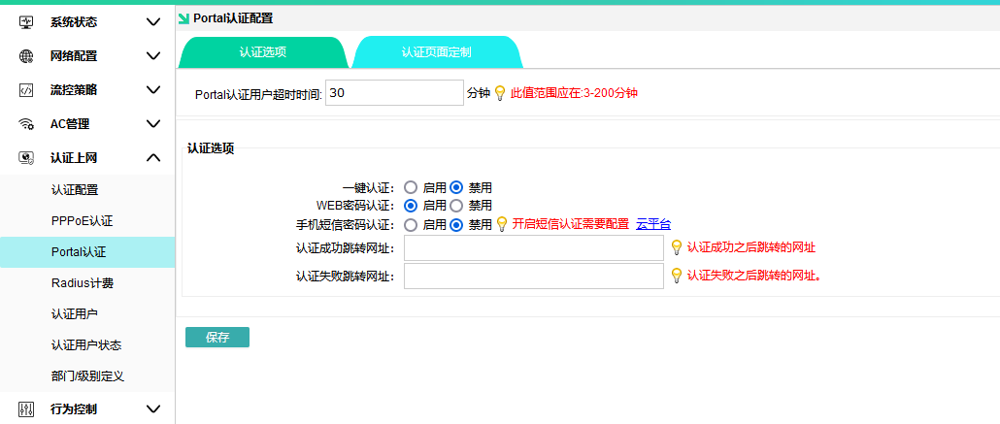 系统状态
网络配置
流控策略
AC管理
认证上网
认证配置
PPPoE认证
Portal认证
Radius计费
认证用户
认证用户状态
部门/级别定义
行为控制
Portal认证配置
认证选项
认证页面定制
Portal认证用户超时时间: 30 分钟 此值范围应在:3-200分钟
认证选项
一键认证： 启用 禁用
WEB密码认证： 启用 禁用
手机短信密码认证： 启用 禁用 开启短信认证需要配置 云平台
认证成功跳转网址： 认证成功之后跳转的网址
认证失败跳转网址： 认证失败之后跳转的网址。
保存